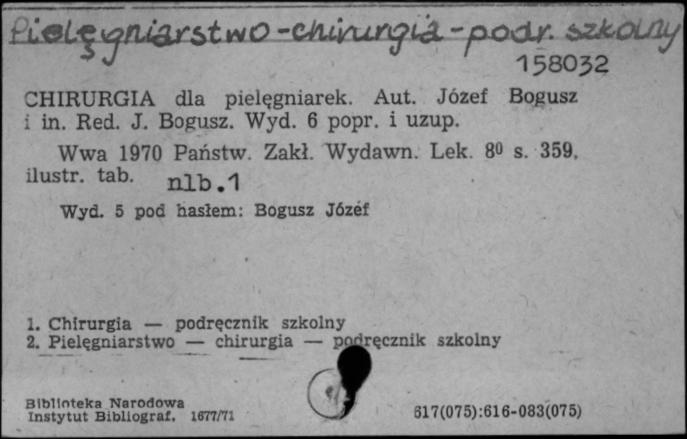 Pielęgniarstwo-chirurgia-podr. szkolny
158032
CHIRURGIA dla pielęgniarek. Aut. Józef Bogusz
i in. Red. J. Bogusz. Wyd. 6 popr. i uzup.
Wwa 1970 Państw. Zakł. Wydawn. Lek. 8⁰ s. 359,
ilustr. tab. nlb.1
Wyd. 5 pod hasłem: Bogusz Józef
1. Chirurgia — podręcznik szkolny
2. Pielęgniarstwo — chirurgia — podręcznik szkolny
Biblioteka Narodowa
Instytut Bibliograf. 1677/71
617(075):616-083(075)